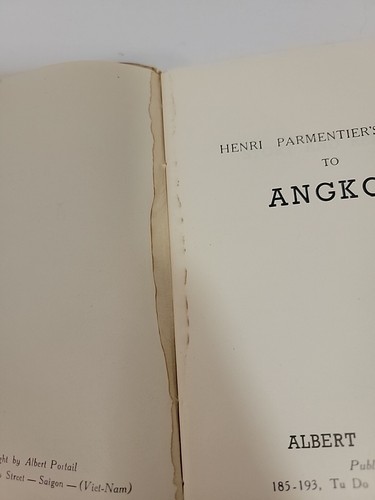 ght by Albert Portail
Street — Saigon — (Viet-Nam)
HENRI PARMENTIER'S
TO
ANGKO
ALBERT
Publ
185-193, Tu Do